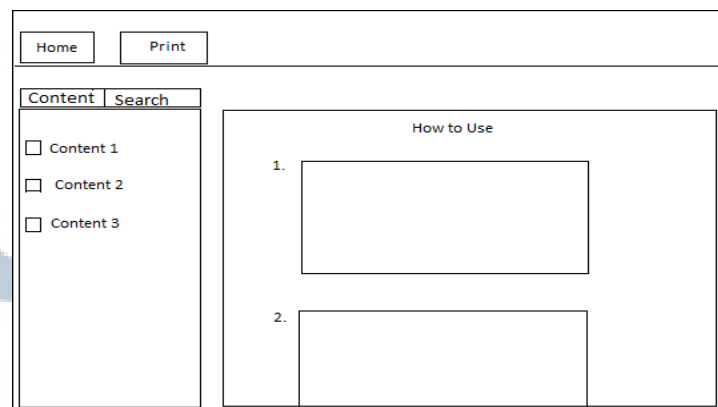 Home Print
Content Search
Content 1
Content 2
Content 3
How to Use
1.
2.